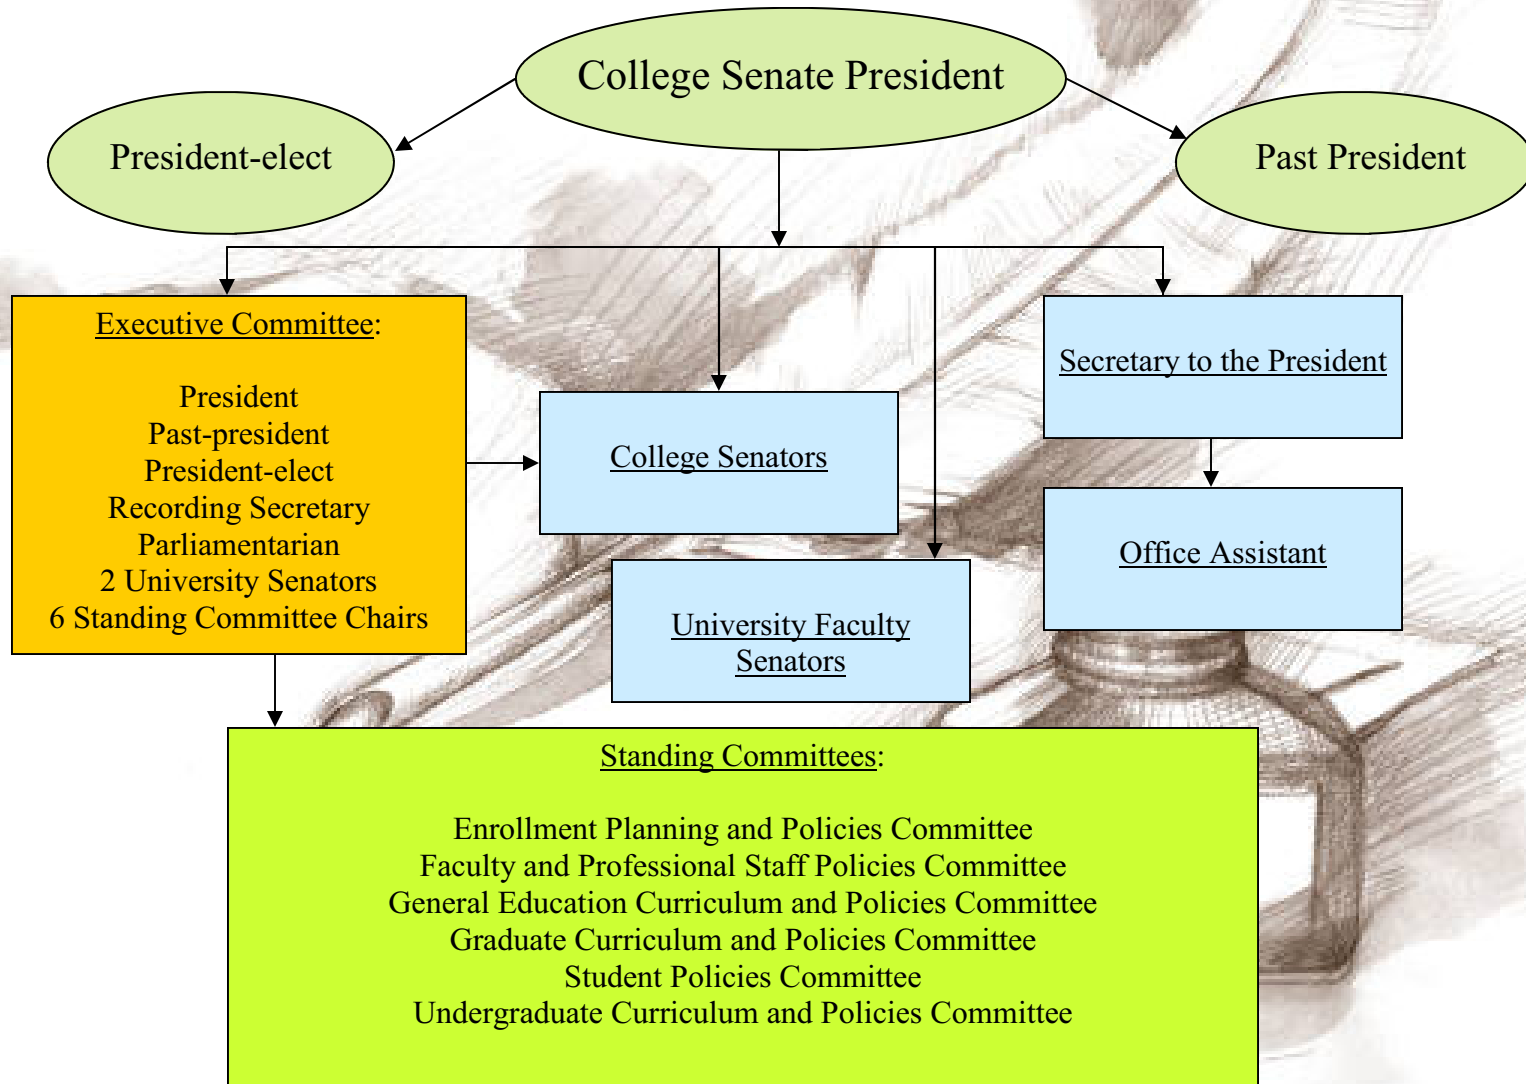 College Senate President
President-elect
Past President
Executive Committee:
President
Past-president
President-elect
Recording Secretary
Parliamentarian
2 University Senators
6 Standing Committee Chairs
College Senators
University Faculty
Senators
Secretary to the President
Office Assistant
Standing Committees:
Enrollment Planning and Policies Committee
Faculty and Professional Staff Policies Committee
General Education Curriculum and Policies Committee
Graduate Curriculum and Policies Committee
Student Policies Committee
Undergraduate Curriculum and Policies Committee